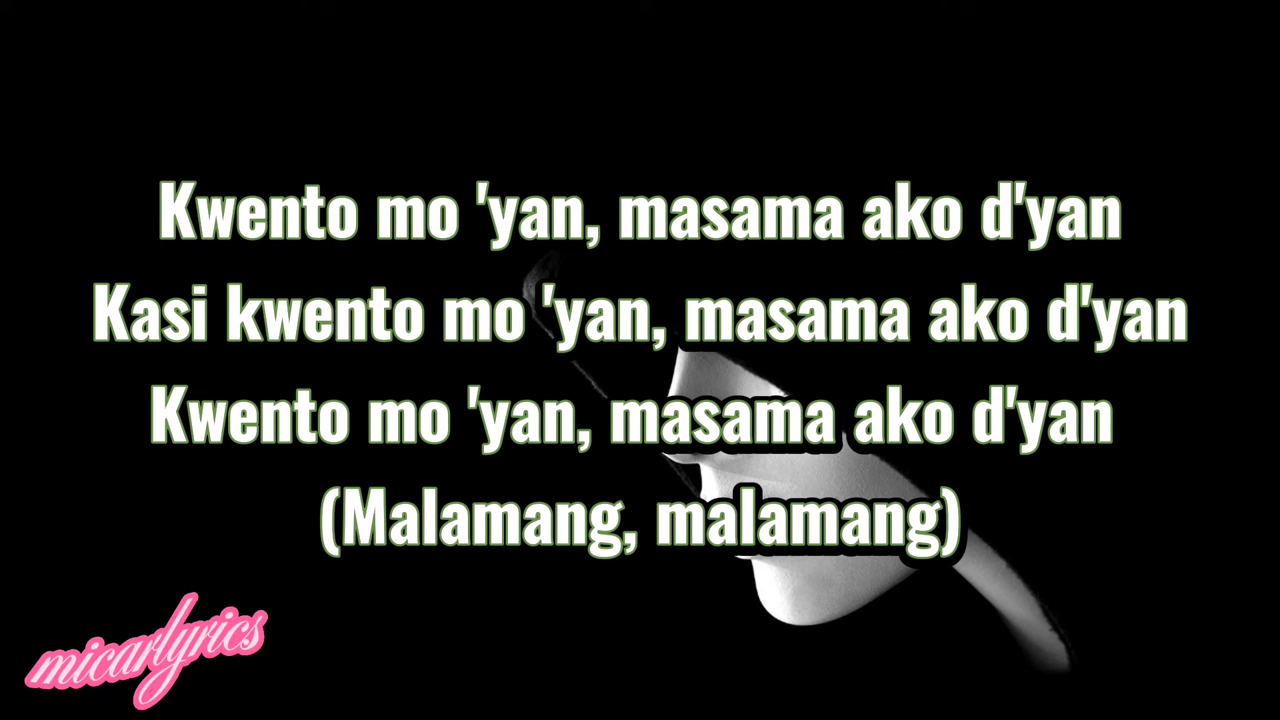 Kwento mo 'yan, masama ako d'yan
Kasi kwento mo 'yan, masama ako d'yan
Kwento mo 'yan, masama ako d'yan
(Malamang, malamang)
micarlyrics